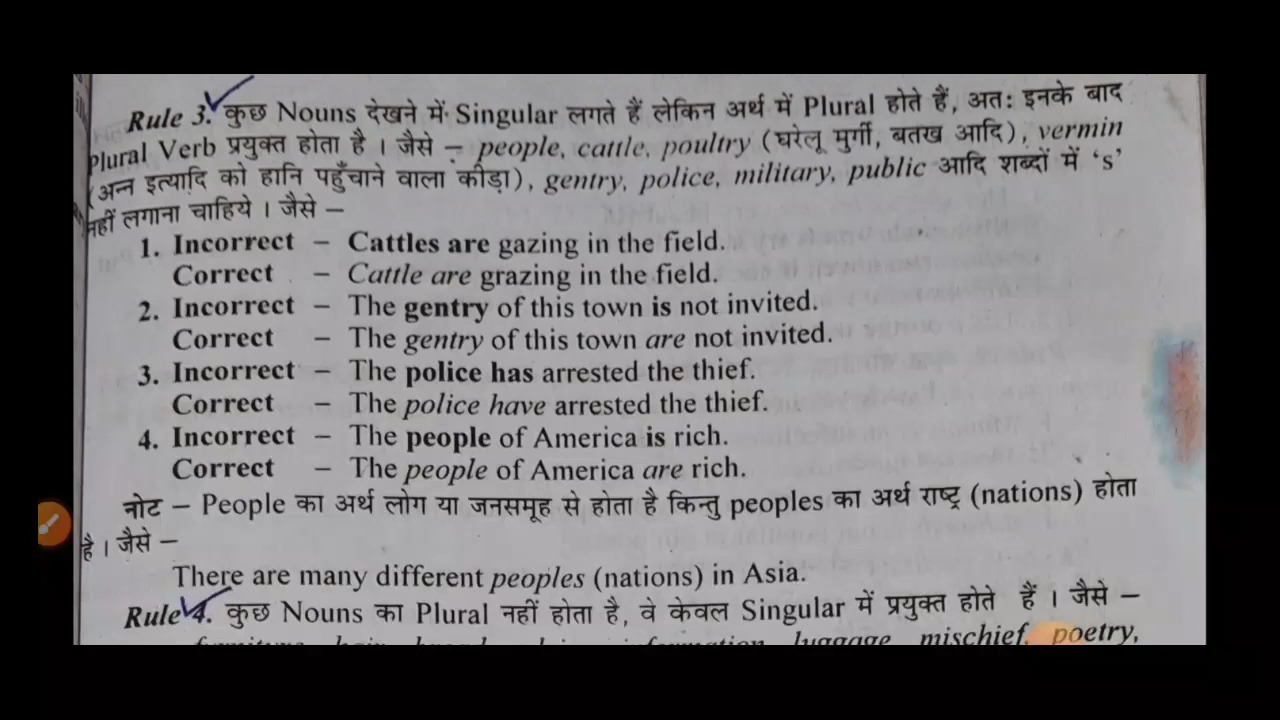 Rule 3. कुछ Nouns देखने में Singular लगते हैं लेकिन अर्थ में Plural होते हैं, अतः इनके बाद
Plural Verb प्रयुक्त होता है । जैसे – people, cattle, poultry (घरेलू मुर्गी, बतख आदि), vermin
(अन्न इत्यादि को हानि पहुँचाने वाला कीड़ा), gentry, police, military, public आदि शब्दों में ‘s’
नहीं लगाना चाहिये । जैसे –
1. Incorrect – Cattles are gazing in the field.
Correct – Cattle are grazing in the field.
2. Incorrect – The gentry of this town is not invited.
Correct – The gentry of this town are not invited.
3. Incorrect – The police has arrested the thief.
Correct – The police have arrested the thief.
4. Incorrect – The people of America is rich.
Correct – The people of America are rich.
नोट – People का अर्थ लोग या जनसमूह से होता है किन्तु peoples का अर्थ राष्ट्र (nations) होता
है । जैसे –
There are many different peoples (nations) in Asia.
Rule 4. कुछ Nouns का Plural नहीं होता है, वे केवल Singular में प्रयुक्त होते हैं । जैसे –
luggage, mischief, poetry,